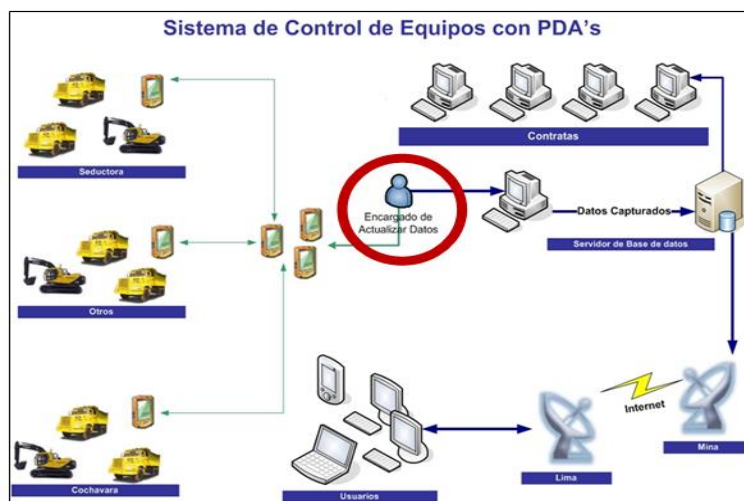 Sistema de Control de Equipos con PDA's
Contratas
Seductora
Encargado de
Actualizar Datos
Datos Capturados
Servidor de Base de datos
Otros
Internet
Mina
Lima
Cochavara
Usuarios